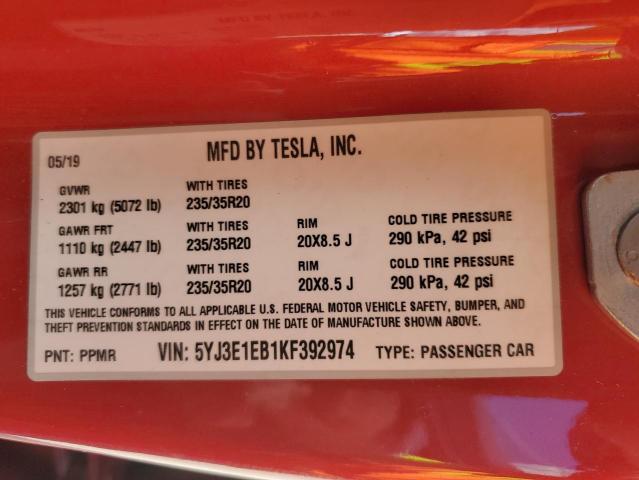 MFD BY TESLA, INC.
05/19
GVWR WITH TIRES
2301 kg (5072 lb) 235/35R20
GAWR FRT WITH TIRES RIM COLD TIRE PRESSURE
1110 kg (2447 lb) 235/35R20 20X8.5 J 290 kPa, 42 psi
GAWR RR WITH TIRES RIM COLD TIRE PRESSURE
1257 kg (2771 lb) 235/35R20 20X8.5 J 290 kPa, 42 psi
THIS VEHICLE CONFORMS TO ALL APPLICABLE U.S. FEDERAL MOTOR VEHICLE SAFETY, BUMPER, AND
THEFT PREVENTION STANDARDS IN EFFECT ON THE DATE OF MANUFACTURE SHOWN ABOVE.
PNT: PPMR VIN: 5YJ3E1EB1KF392974 TYPE: PASSENGER CAR